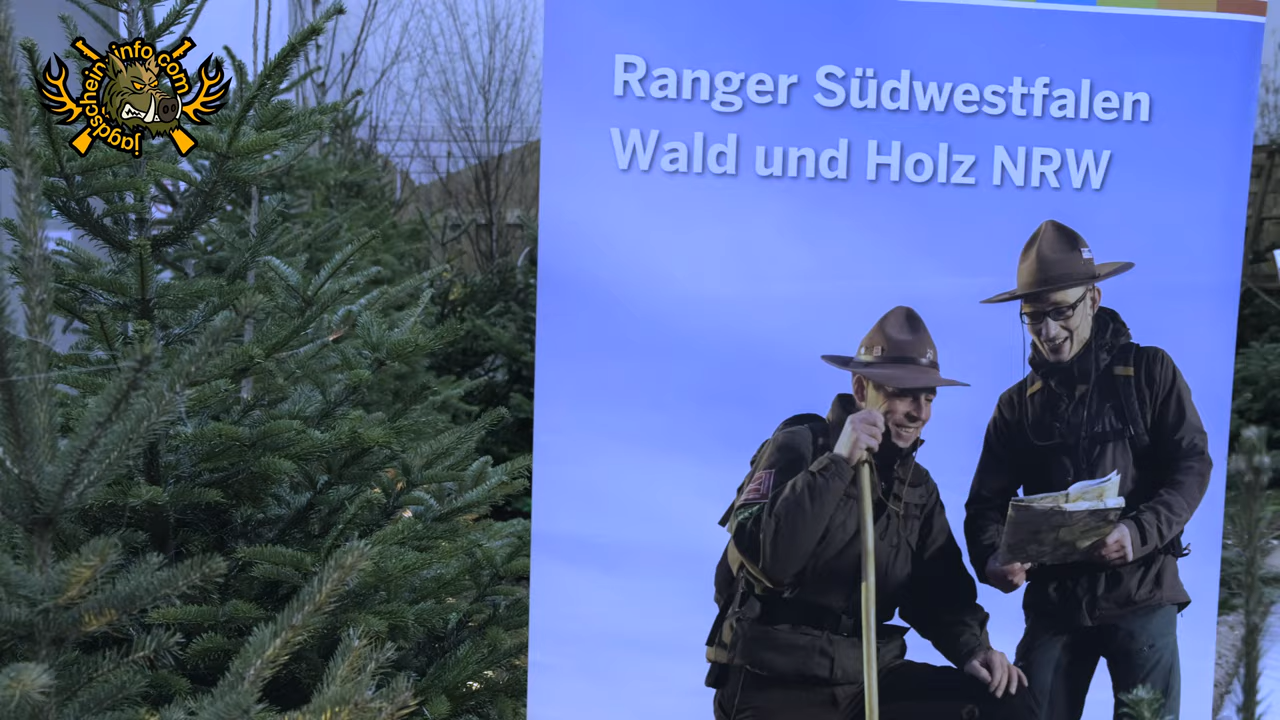 jagdschein info.com
Ranger Südwestfalen
Wald und Holz NRW